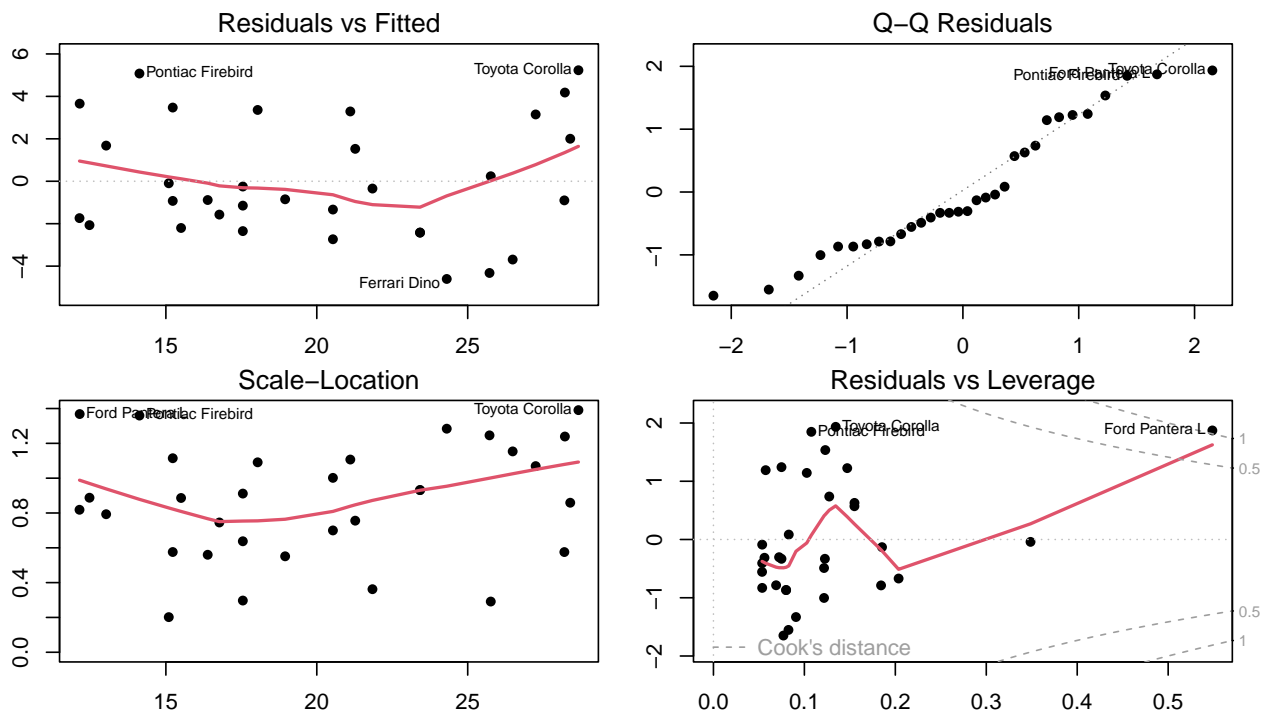 Residuals vs Fitted
6
4
2
0
−4
Pontiac Firebird
Toyota Corolla
Ferrari Dino
15
20
25
Q−Q Residuals
2
1
0
−1
Pontiac Firebird
Ford Pantera L
Toyota Corolla
−2
−1
0
1
2
Scale−Location
1.2
0.8
0.4
0.0
Ford Pantera L
Pontiac Firebird
Toyota Corolla
15
20
25
Residuals vs Leverage
2
1
0
−1
−2
Toyota Corolla
Pontiac Firebird
Ford Pantera L
1
0.5
0.5
1
Cook's distance
0.0
0.1
0.2
0.3
0.4
0.5